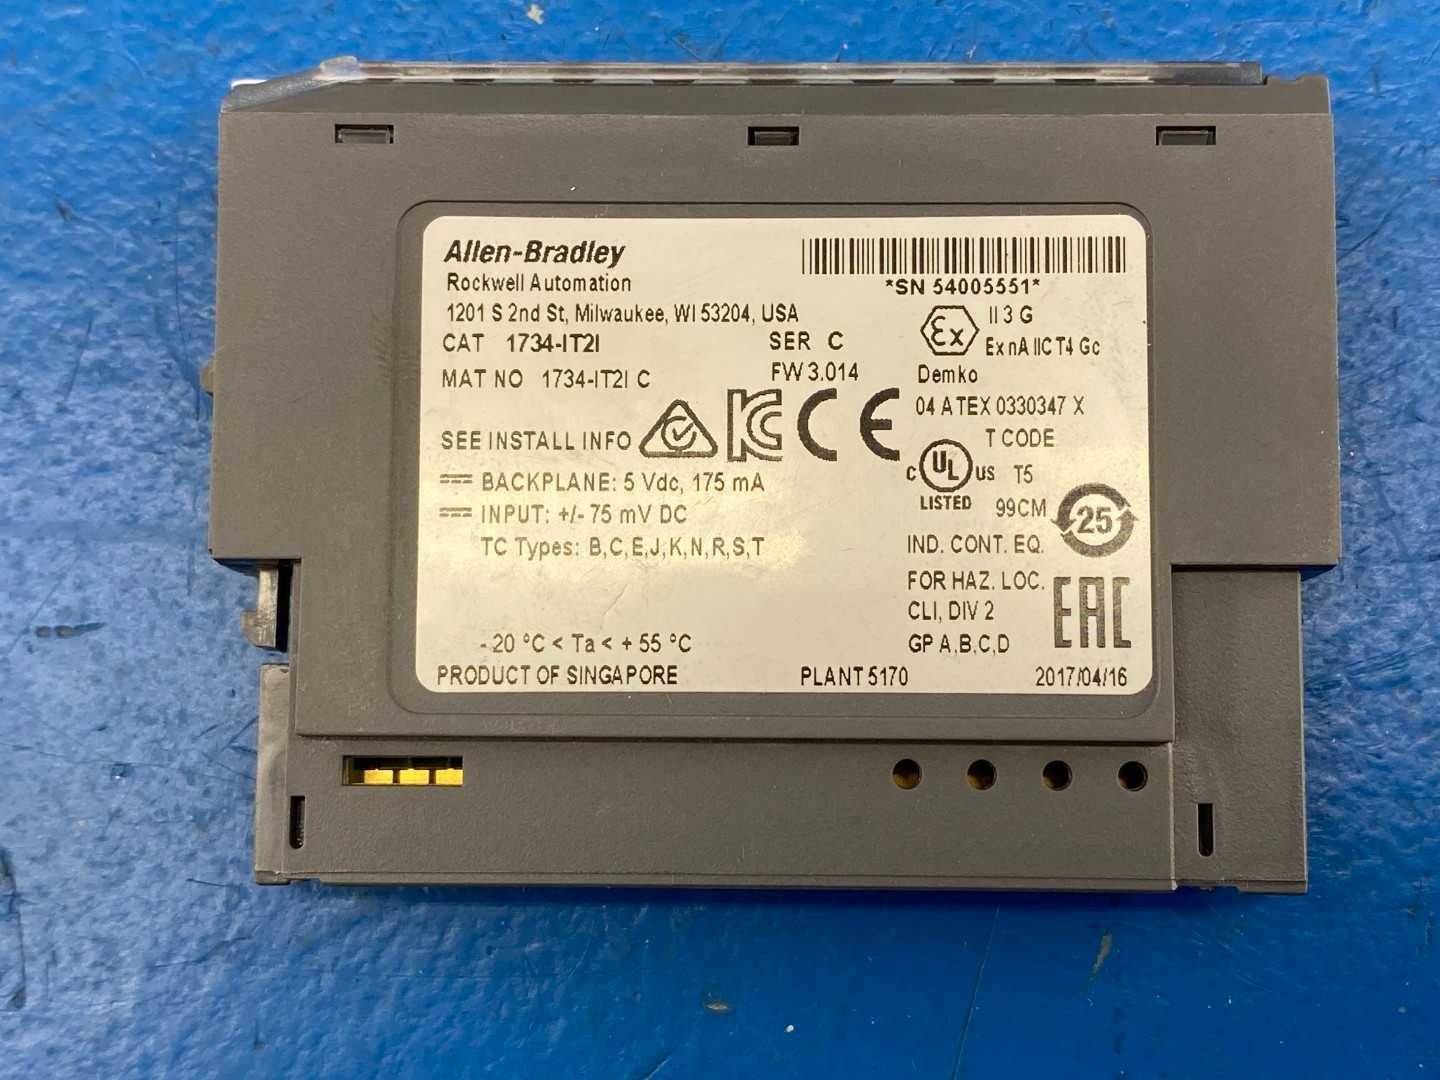 Allen-Bradley
Rockwell Automation
1201 S 2nd St, Milwaukee, WI 53204, USA
CAT 1734-IT2I SER C
MAT NO 1734-IT2I C FW 3.014
*SN 54005551*
Ex II 3 G
Ex nA IIC T4 Gc
Demko
04 ATEX 0330347 X
SEE INSTALL INFO KC CE
BACKPLANE: 5 Vdc, 175 mA
INPUT: +/- 75 mV DC
TC Types: B,C,E,J,K,N,R,S,T
T CODE
c UL US T5
LISTED 99CM 25
IND. CONT. EQ.
FOR HAZ. LOC.
CLI, DIV 2
GP A,B,C,D
EAC
- 20 °C < Ta < + 55 °C
PRODUCT OF SINGAPORE PLANT 5170 2017/04/16